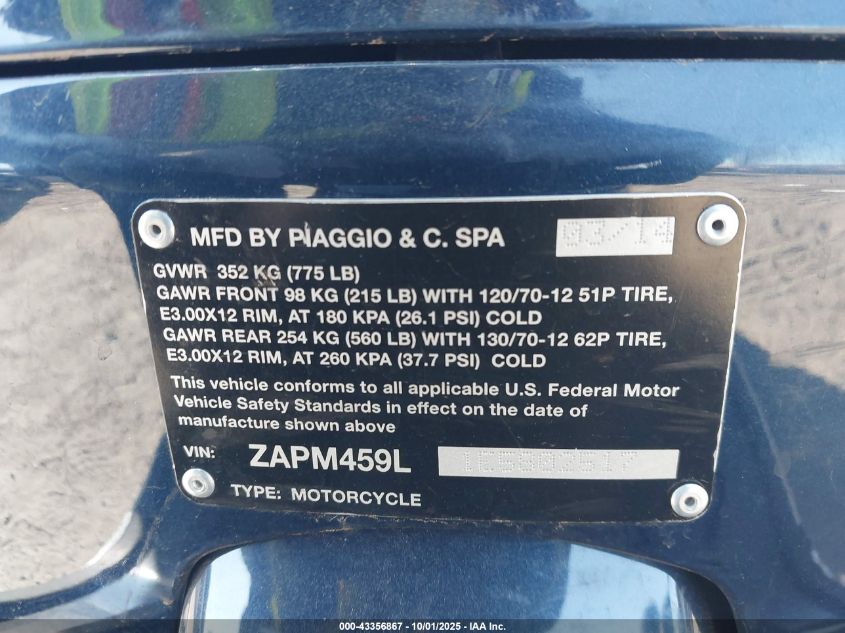 MFD BY PIAGGIO & C. SPA 03/14
GVWR 352 KG (775 LB)
GAWR FRONT 98 KG (215 LB) WITH 120/70-12 51P TIRE,
E3.00X12 RIM, AT 180 KPA (26.1 PSI) COLD
GAWR REAR 254 KG (560 LB) WITH 130/70-12 62P TIRE,
E3.00X12 RIM, AT 260 KPA (37.7 PSI) COLD
This vehicle conforms to all applicable U.S. Federal Motor
Vehicle Safety Standards in effect on the date of
manufacture shown above
VIN: ZAPM459L
TYPE: MOTORCYCLE
000-43356867 - 10/01/2025 - IAA Inc.